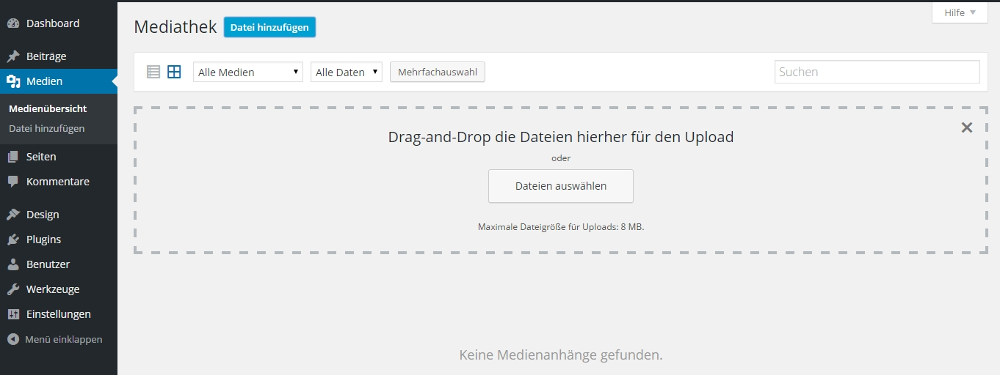 Dashboard
Beiträge
Medien
Medienübersicht
Datei hinzufügen
Seiten
Kommentare
Design
Plugins
Benutzer
Werkzeuge
Einstellungen
Menü einklappen
Hilfe
Mediathek Datei hinzufügen
Alle Medien Alle Daten Mehrfachauswahl Suchen
Drag-and-Drop die Dateien hierher für den Upload
oder
Dateien auswählen
Maximale Dateigröße für Uploads: 8 MB.
Keine Medienanhänge gefunden.